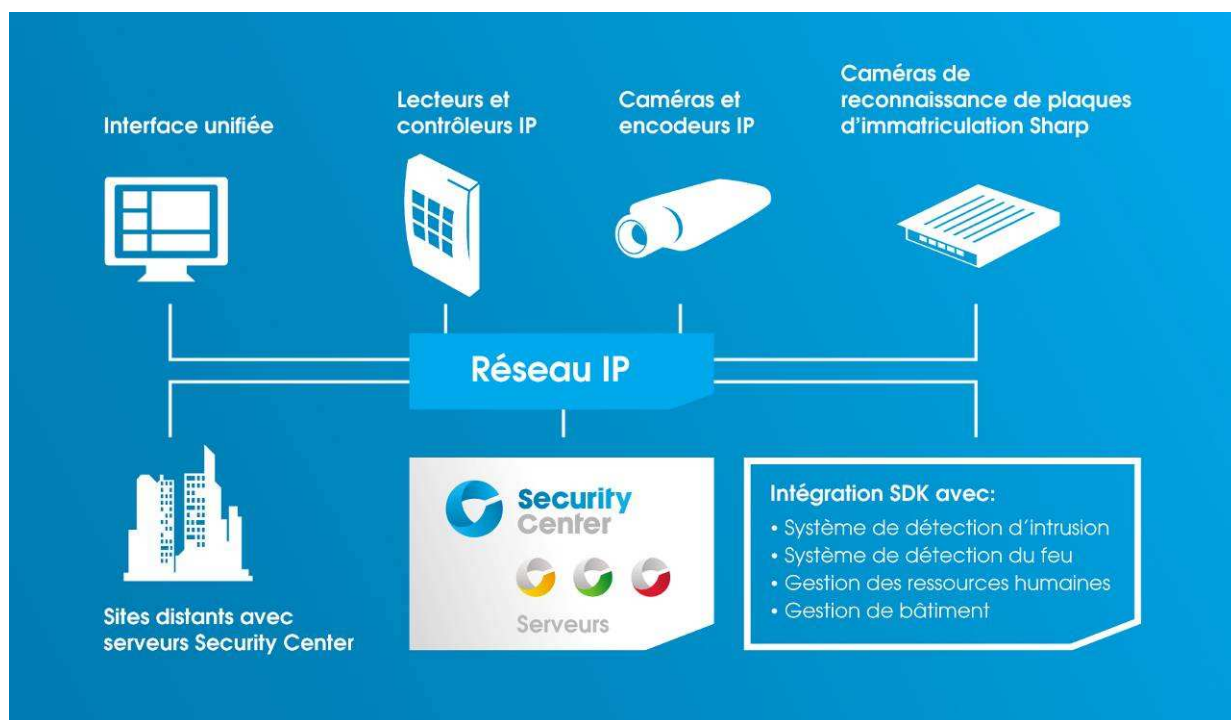 Interface unifiée
Lecteurs et
contrôleurs IP
Caméras et
encodeurs IP
Caméras de
reconnaissance de plaques
d'immatriculation Sharp
Réseau IP
Sites distants avec
serveurs Security Center
Security
Center
Serveurs
Intégration SDK avec:
• Système de détection d'intrusion
• Système de détection du feu
• Gestion des ressources humaines
• Gestion de bâtiment